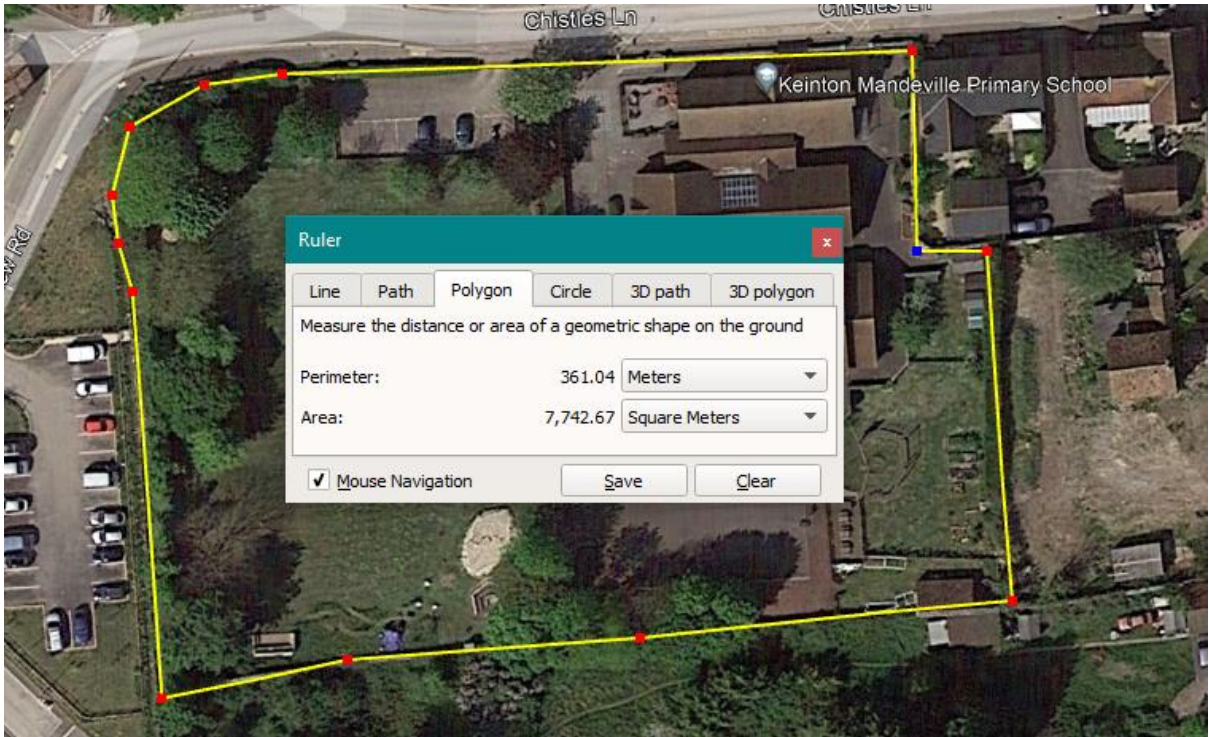 Chistles Ln
Chistles Ln
Keinton Mandeville Primary School
ew Rd
Ruler
x
Line Path Polygon Circle 3D path 3D polygon
Measure the distance or area of a geometric shape on the ground
Perimeter: 361.04 Meters
Area: 7,742.67 Square Meters
Mouse Navigation Save Clear